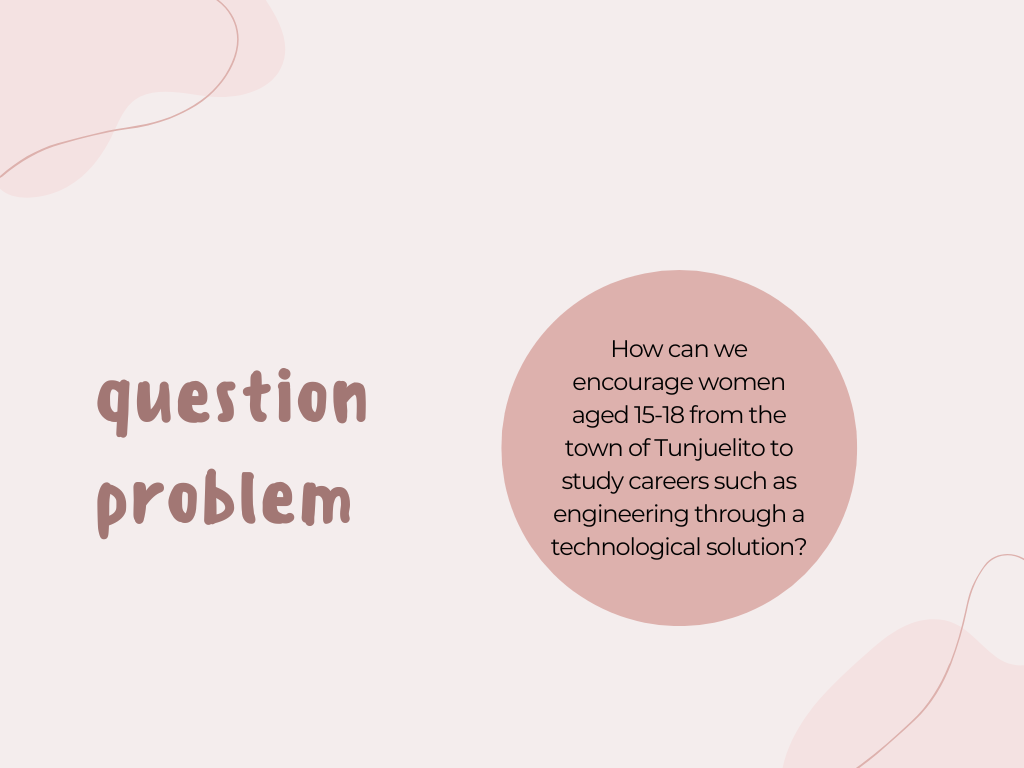 question
problem
How can we
encourage women
aged 15-18 from the
town of Tunjuelito to
study careers such as
engineering through a
technological solution?